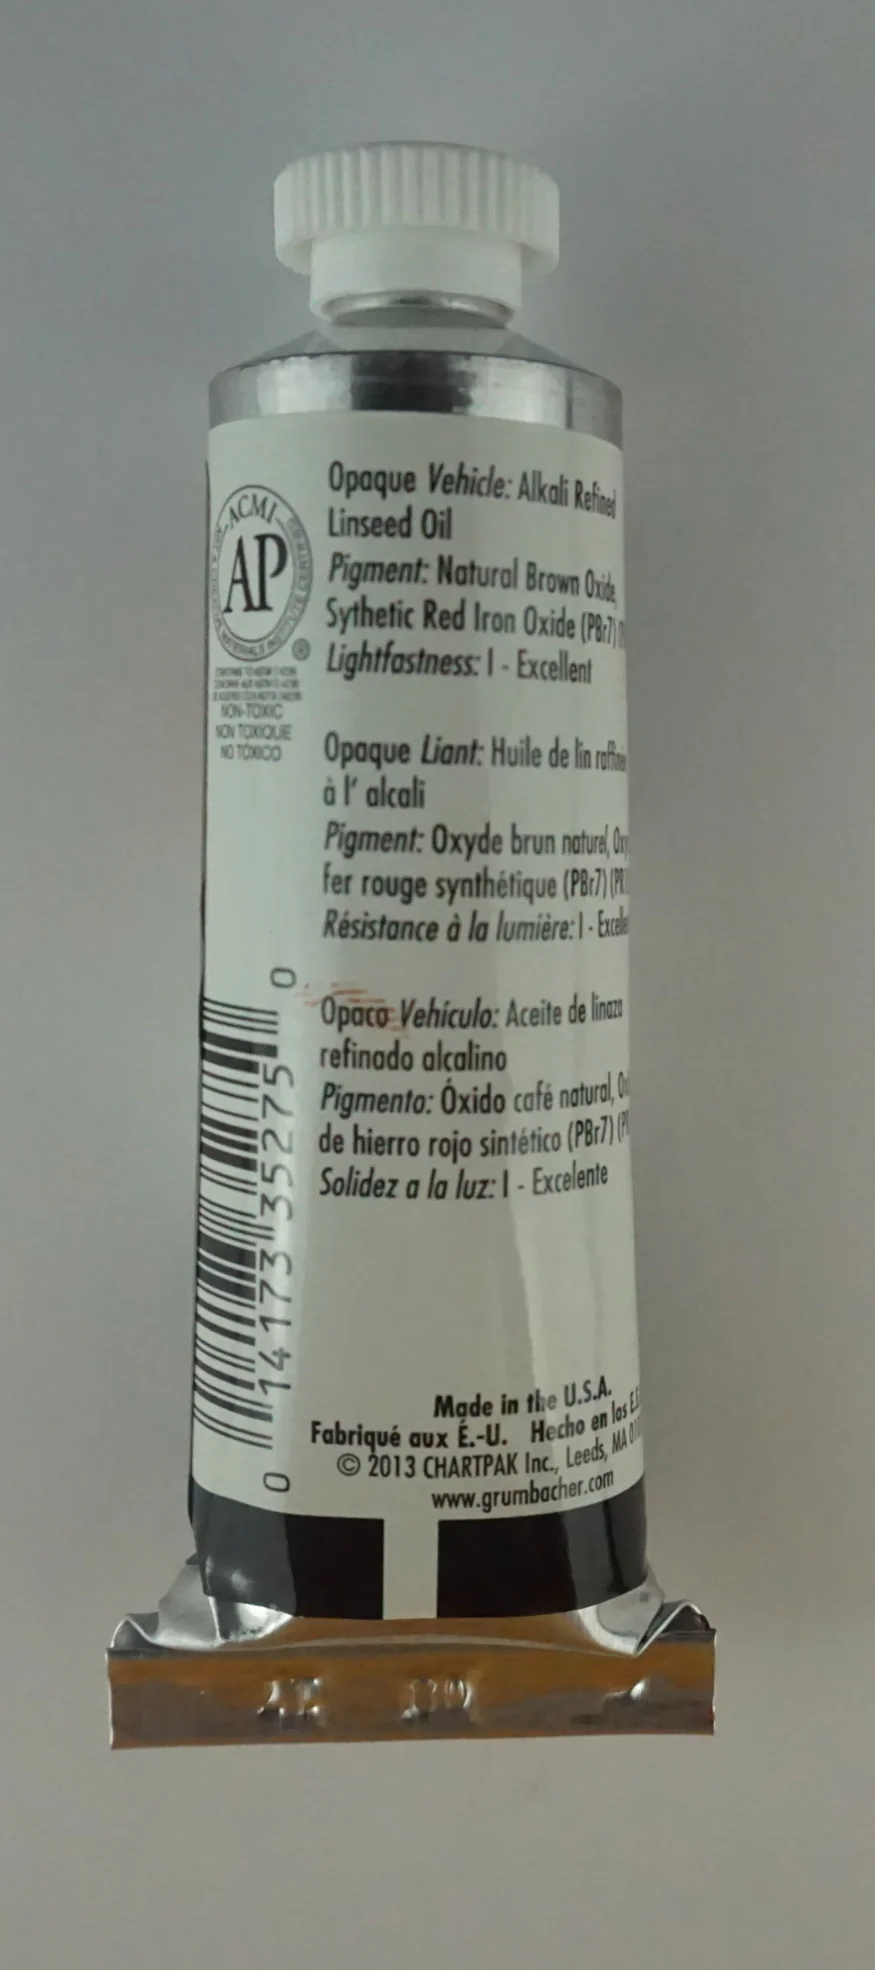 ACMI
AP
®
NON-TOXIC
NON TOXIQUE
NO TÓXICO
Opaque Vehicle: Alkali Refined
Linseed Oil
Pigment: Natural Brown Oxide,
Sythetic Red Iron Oxide (PBr7)
Lightfastness: I - Excellent
Opaque Liant: Huile de lin
à l' alcali
Pigment: Oxyde brun naturel,
fer rouge synthétique (PBr7)
Résistance à la lumière: I -
Opaco Vehículo: Aceite de linaza
refinado alcalino
Pigmento: Óxido café natural,
de hierro rojo sintético (PBr7)
Solidez a la luz: I - Excelente
0 14173 35275 0
Made in the U.S.A.
Fabriqué aux É.-U. Hecho en los
© 2013 CHARTPAK Inc., Leeds, MA
www.grumbacher.com